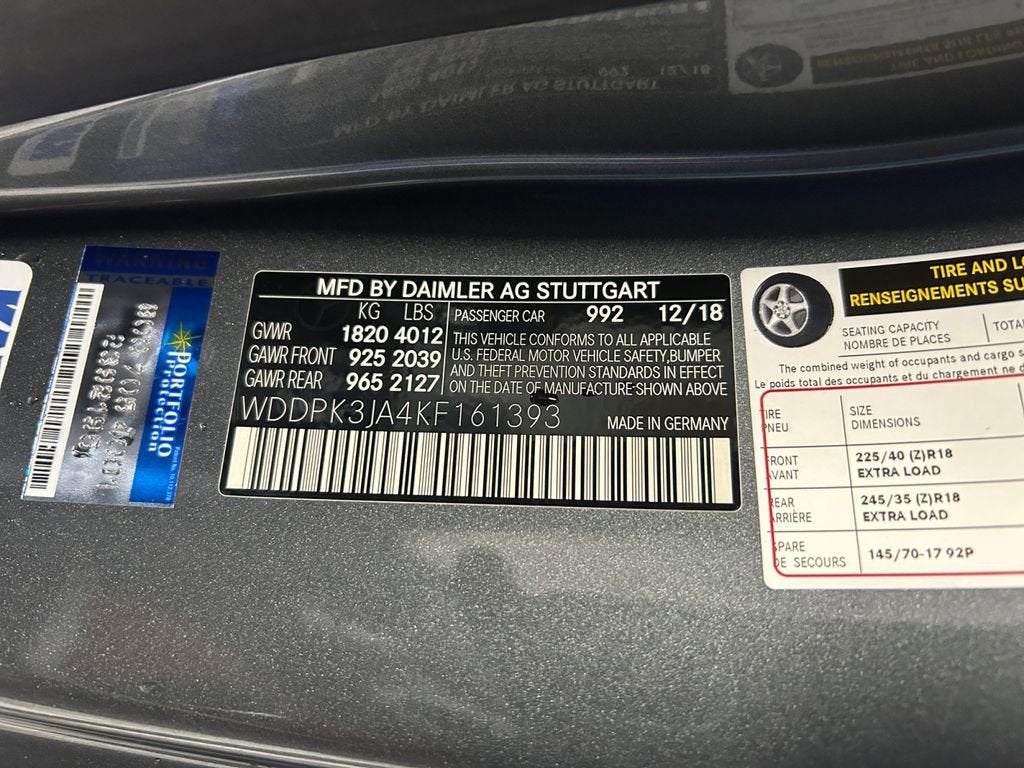 WARNING
TRACEABLE
PORTFOLIO
Protection
MFD BY DAIMLER AG STUTTGART
KG LBS
GVWR 1820 4012
GAWR FRONT 925 2039
GAWR REAR 965 2127
PASSENGER CAR 992 12/18
THIS VEHICLE CONFORMS TO ALL APPLICABLE
U.S. FEDERAL MOTOR VEHICLE SAFETY,BUMPER
AND THEFT PREVENTION STANDARDS IN EFFECT
ON THE DATE OF MANUFACTURE SHOWN ABOVE
WDDPK3JA4KF161393
MADE IN GERMANY
TIRE AND LO
RENSEIGNEMENTS SU
SEATING CAPACITY
NOMBRE DE PLACES
TOTA
The combined weight of occupants and cargo s
Le poids total des occupants et du chargement ne d
TIRE
PNEU
SIZE
DIMENSIONS
FRONT
AVANT
225/40 (Z)R18
EXTRA LOAD
REAR
ARRIÈRE
245/35 (Z)R18
EXTRA LOAD
SPARE
DE SECOURS
145/70-17 92P